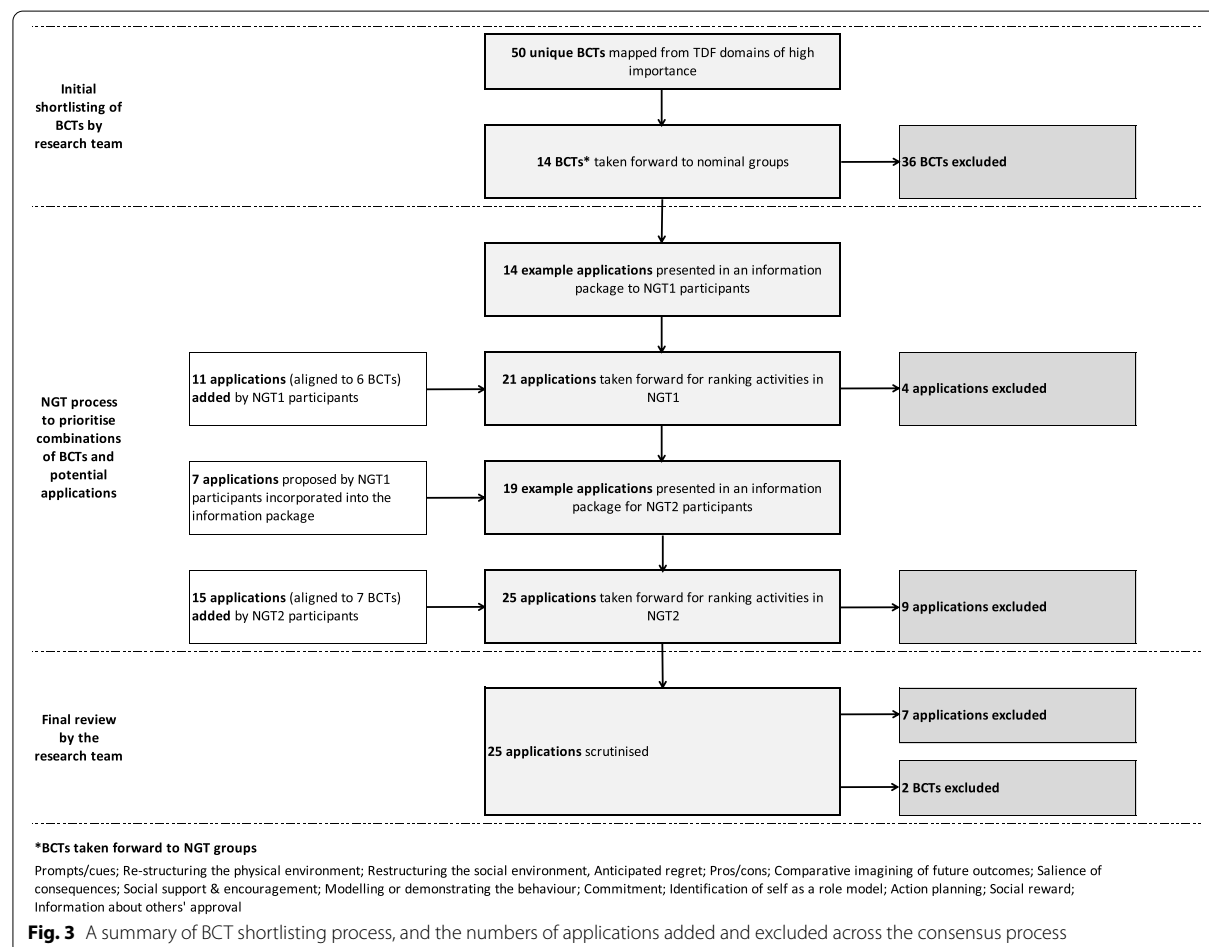 Initial
shortlisting of
BCTs by
research team
50 unique BCTs mapped from TDF domains of high
importance
14 BCTs* taken forward to nominal groups
36 BCTs excluded
NGT process
to prioritise
combinations
of BCTs and
potential
applications
14 example applications presented in an information
package to NGT1 participants
11 applications (aligned to 6 BCTs)
added by NGT1 participants
21 applications taken forward for ranking activities in
NGT1
4 applications excluded
7 applications proposed by NGT1
participants incorporated into the
information package
19 example applications presented in an information
package for NGT2 participants
15 applications (aligned to 7 BCTs)
added by NGT2 participants
25 applications taken forward for ranking activities in
NGT2
9 applications excluded
Final review
by the
research team
25 applications scrutinised
7 applications excluded
2 BCTs excluded
*BCTs taken forward to NGT groups
Prompts/cues; Re-structuring the physical environment; Restructuring the social environment, Anticipated regret; Pros/cons; Comparative imagining of future outcomes; Salience of
consequences; Social support & encouragement; Modelling or demonstrating the behaviour; Commitment; Identification of self as a role model; Action planning; Social reward;
Information about others' approval
Fig. 3 A summary of BCT shortlisting process, and the numbers of applications added and excluded across the consensus process